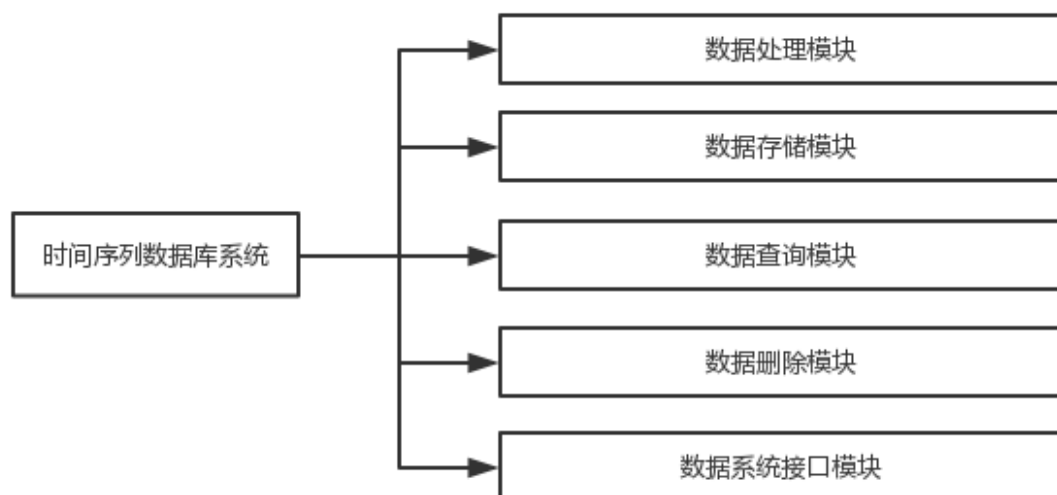 数据处理模块
数据存储模块
时间序列数据库系统
数据查询模块
数据删除模块
数据系统接口模块